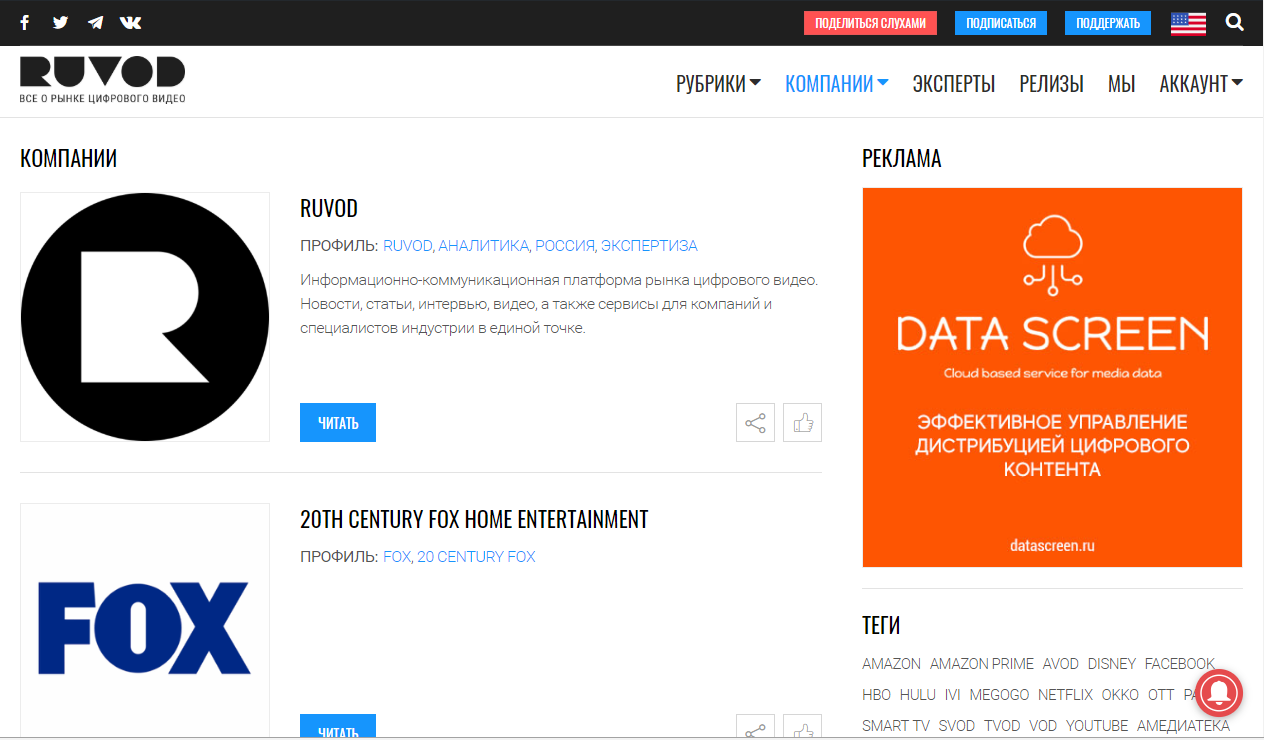 ПОДЕЛИТЬСЯ СЛУХАМИ ПОДПИСАТЬСЯ ПОДДЕРЖАТЬ
RUVOD
ВСЕ О РЫНКЕ ЦИФРОВОГО ВИДЕО
РУБРИКИ КОМПАНИИ ЭКСПЕРТЫ РЕЛИЗЫ МЫ АККАУНТ
КОМПАНИИ
R
RUVOD
ПРОФИЛЬ: RUVOD, АНАЛИТИКА, РОССИЯ, ЭКСПЕРТИЗА
Информационно-коммуникационная платформа рынка цифрового видео.
Новости, статьи, интервью, видео, а также сервисы для компаний и
специалистов индустрии в единой точке.
ЧИТАТЬ
FOX
20TH CENTURY FOX HOME ENTERTAINMENT
ПРОФИЛЬ: FOX, 20 CENTURY FOX
ЧИТАТЬ
РЕКЛАМА
DATA SCREEN
Cloud based service for media data
ЭФФЕКТИВНОЕ УПРАВЛЕНИЕ
ДИСТРИБУЦИЕЙ ЦИФРОВОГО
КОНТЕНТА
datascreen.ru
ТЕГИ
AMAZON AMAZON PRIME AVOD DISNEY FACEBOOK
HBO HULU IVI MEGOGO NETFLIX OKKO OTT
SMART TV SVOD TVOD VOD YOUTUBE АМЕДИАТЕКА